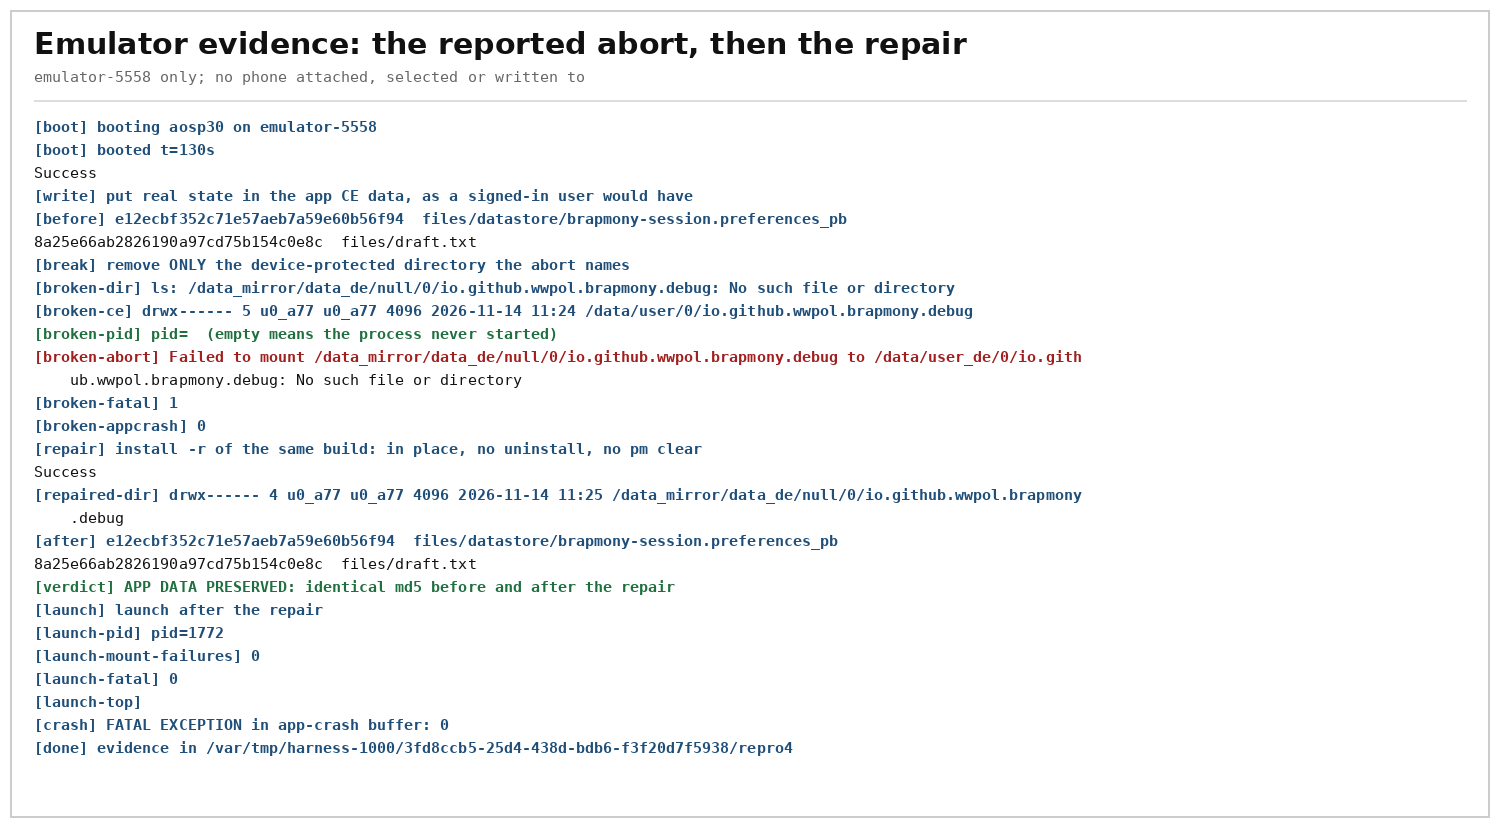 Emulator evidence: the reported abort, then the repair
emulator-5558 only; no phone attached, selected or written to
[boot] booting aosp30 on emulator-5558
[boot] booted t=130s
Success
[write] put real state in the app CE data, as a signed-in user would have
[before] e12ecbf352c71e57aeb7a59e60b56f94  files/datastore/brapmony-session.preferences_pb
8a25e66ab2826190a97cd75b154c0e8c  files/draft.txt
[break] remove ONLY the device-protected directory the abort names
[broken-dir] ls: /data_mirror/data_de/null/0/io.github.wwpol.brapmony.debug: No such file or directory
[broken-ce] drwx------ 5 u0_a77 u0_a77 4096 2026-11-14 11:24 /data/user/0/io.github.wwpol.brapmony.debug
[broken-pid] pid=  (empty means the process never started)
[broken-abort] Failed to mount /data_mirror/data_de/null/0/io.github.wwpol.brapmony.debug to /data/user_de/0/io.gith
ub.wwpol.brapmony.debug: No such file or directory
[broken-fatal] 1
[broken-appcrash] 0
[repair] install -r of the same build: in place, no uninstall, no pm clear
Success
[repaired-dir] drwx------ 4 u0_a77 u0_a77 4096 2026-11-14 11:25 /data_mirror/data_de/null/0/io.github.wwpol.brapmony
.debug
[after] e12ecbf352c71e57aeb7a59e60b56f94  files/datastore/brapmony-session.preferences_pb
8a25e66ab2826190a97cd75b154c0e8c  files/draft.txt
[verdict] APP DATA PRESERVED: identical md5 before and after the repair
[launch] launch after the repair
[launch-pid] pid=1772
[launch-mount-failures] 0
[launch-fatal] 0
[launch-top]
[crash] FATAL EXCEPTION in app-crash buffer: 0
[done] evidence in /var/tmp/harness-1000/3fd8ccb5-25d4-438d-bdb6-f3f20d7f5938/repro4